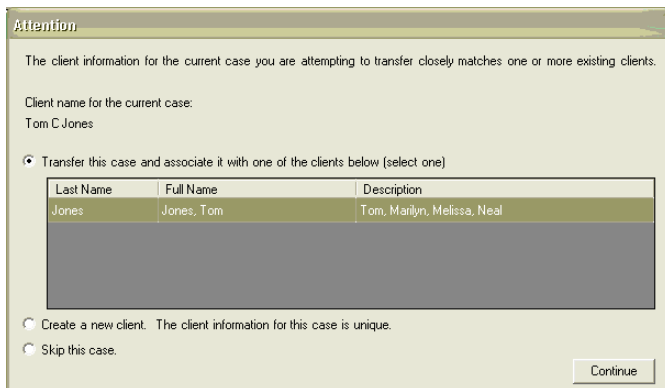 Attention
The client information for the current case you are attempting to transfer closely matches one or more existing clients.
Client name for the current case:
Tom C Jones
Transfer this case and associate it with one of the clients below (select one)
Last Name Full Name Description
Jones Jones, Tom Tom, Marilyn, Melissa, Neal
Create a new client. The client information for this case is unique.
Skip this case.
Continue